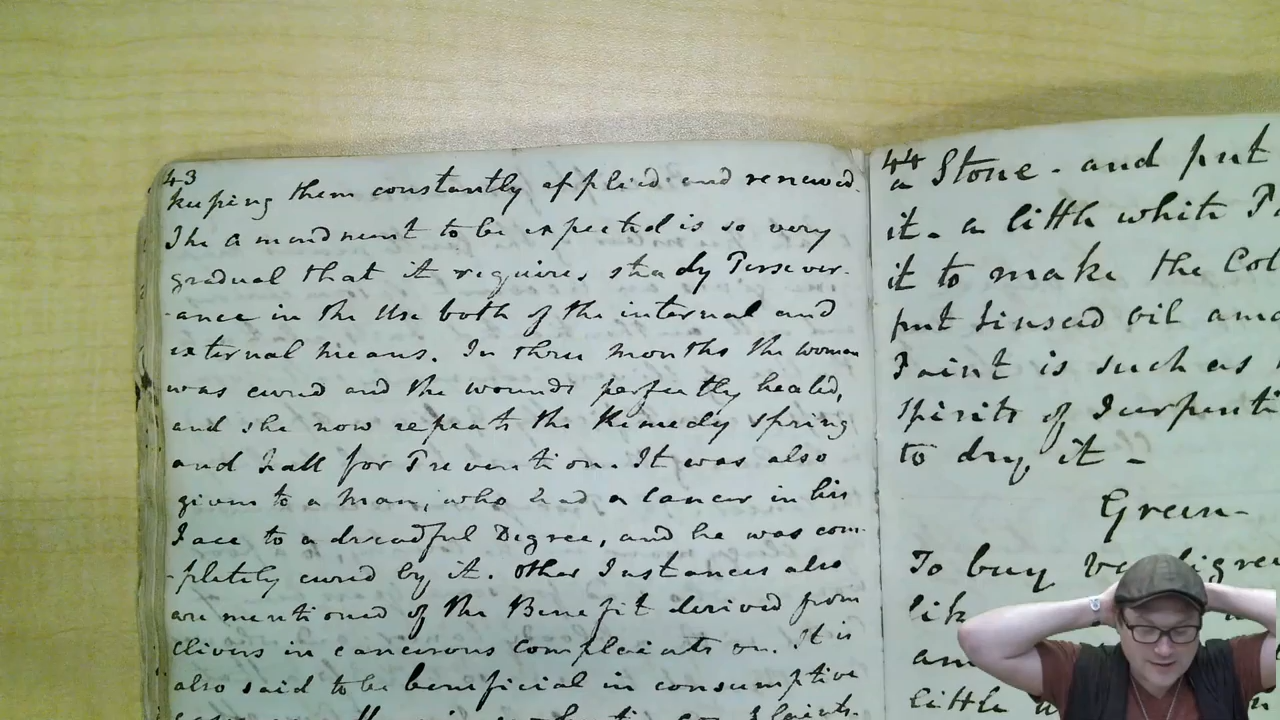 43
keeping them constantly applied and renewed.
The amendment to be expected is so very
gradual that it requires steady Persever-
-ance in the Use both of the internal and
external means. In three months the woman
was cured and the wounds perfectly healed,
and she now repeats the Remedy spring
and Fall for Prevention. It was also
given to a man, who had a Cancer in his
Face to a dreadful Degree, and he was com-
-pletely cured by it. Other Instances also
are mentioned of the Benefit derived from
Clivers in cancerous Complaints on. It is
also said to be beneficial in consumptive
44
a Stone - and put
it - a little white
it to make the Col
put Linseed oil and
Paint is such as
Spirits of Turpenti
to dry it -
Green -
To buy verdigre
lik
am
little